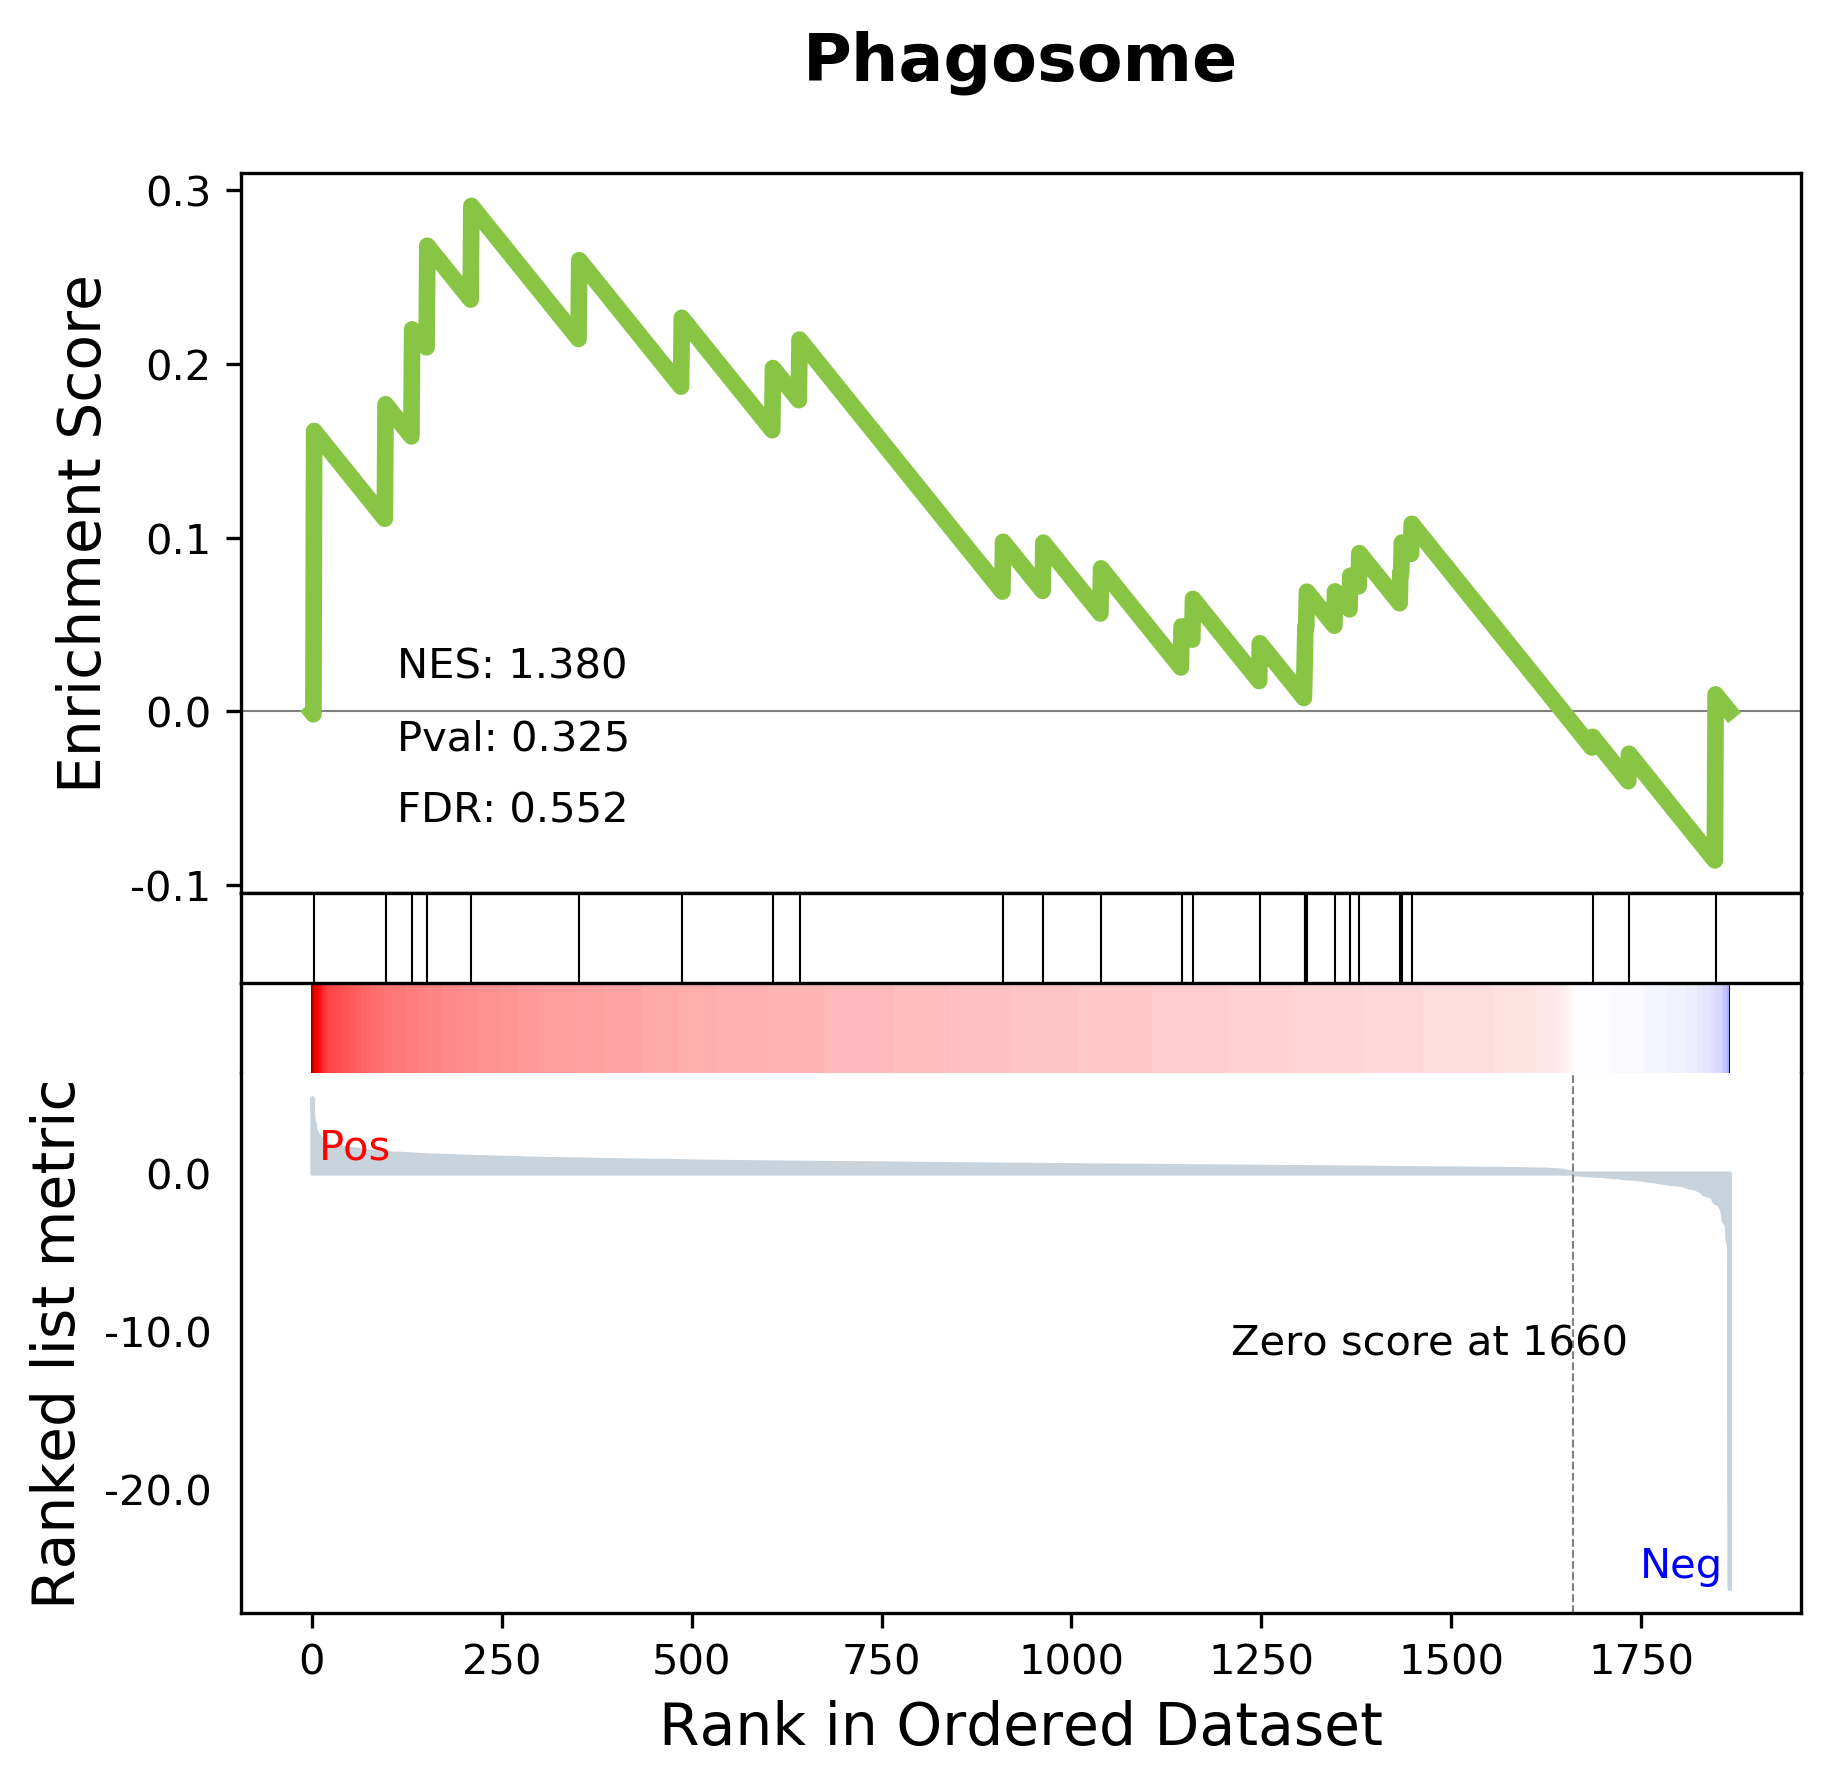 Phagosome
Enrichment Score
0.3
0.2
0.1
0.0
-0.1
NES: 1.380
Pval: 0.325
FDR: 0.552
Ranked list metric
0.0
-10.0
-20.0
Pos
Zero score at 1660
Neg
0 250 500 750 1000 1250 1500 1750
Rank in Ordered Dataset